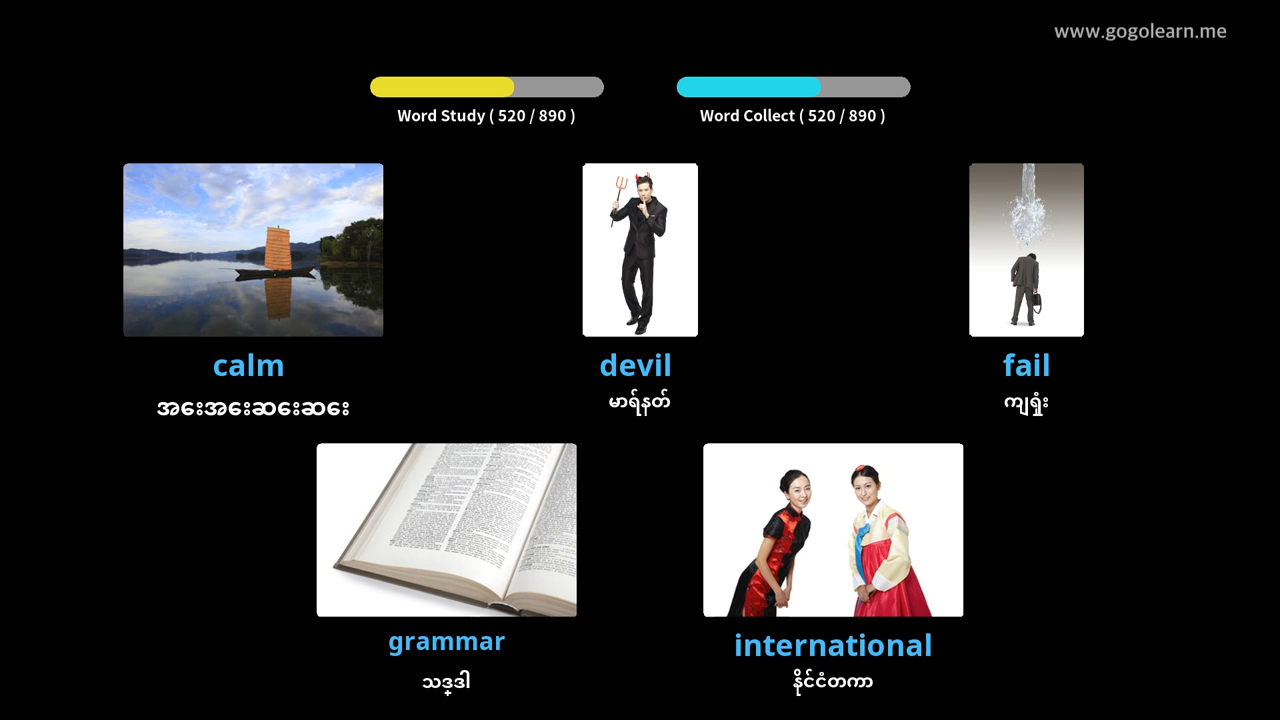 www.gogolearn.me
Word Study ( 520 / 890 )
Word Collect ( 520 / 890 )
calm
devil
fail
အေးအေးဆေးဆေး
မာရ်နတ်
ကျရှုံး
grammar
international
သဒ္ဒါ
နိုင်ငံတကာ